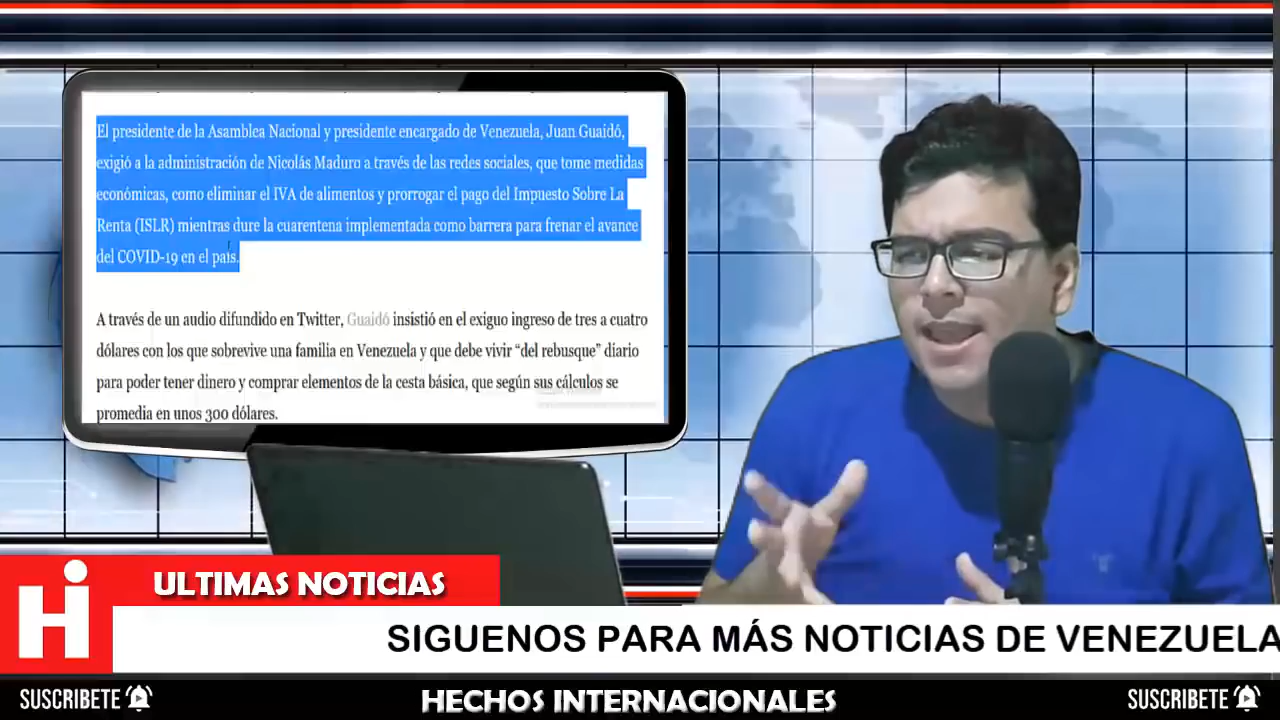 El presidente de la Asamblea Nacional y presidente encargado de Venezuela, Juan Guaidó,
exigió a la administración de Nicolás Maduro a través de las redes sociales, que tome medidas
económicas, como eliminar el IVA de alimentos y prorrogar el pago del Impuesto Sobre La
Renta (ISLR) mientras dure la cuarentena implementada como barrera para frenar el avance
del COVID-19 en el país.
A través de un audio difundido en Twitter, Guaidó insistió en el exiguo ingreso de tres a cuatro
dólares con los que sobrevive una familia en Venezuela y que debe vivir “del rebusque” diario
para poder tener dinero y comprar elementos de la cesta básica, que según sus cálculos se
promedia en unos 300 dólares.
Hi
ULTIMAS NOTICIAS
SIGUENOS PARA MÁS NOTICIAS DE VENEZUELA
SUSCRIBETE
HECHOS INTERNACIONALES
SUSCRIBETE